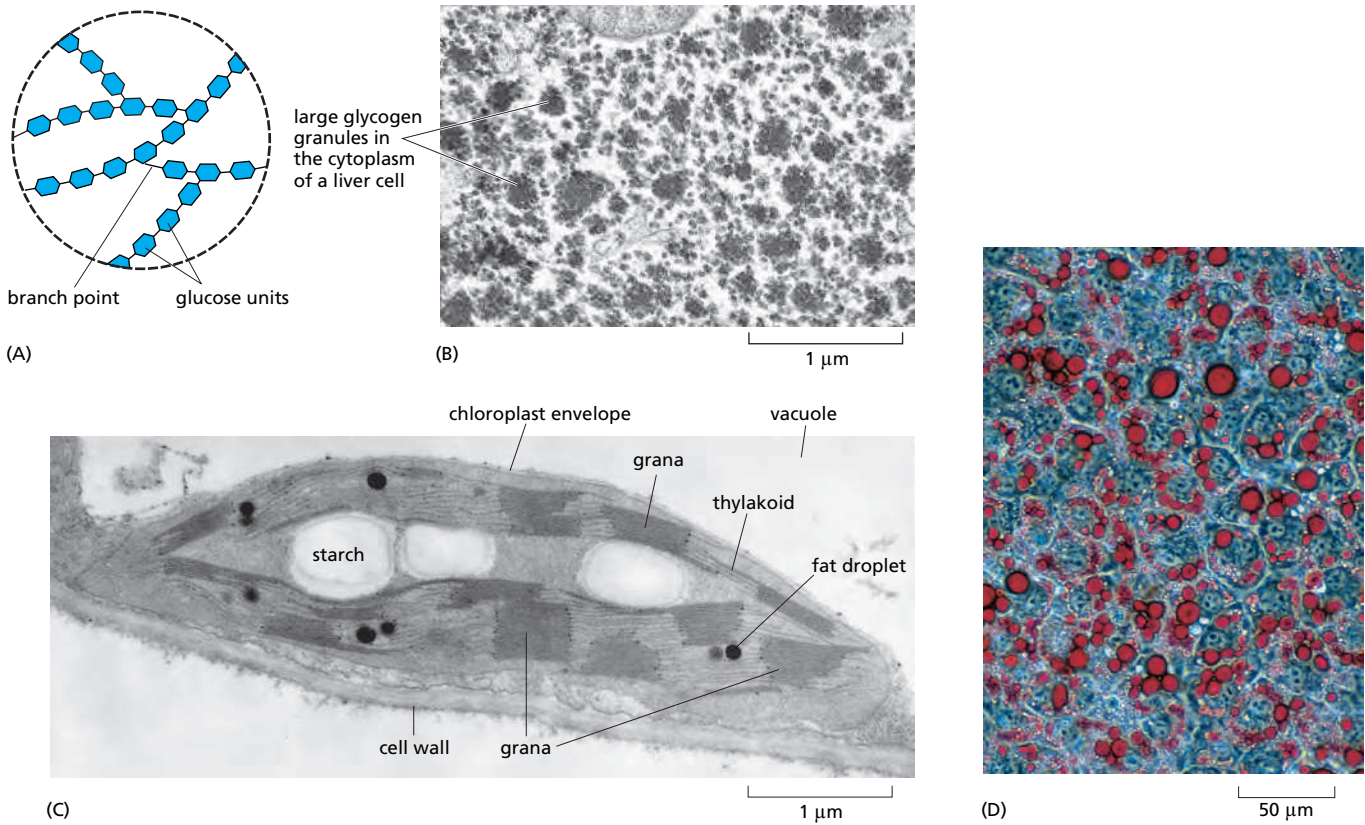 large glycogen
granules in
the cytoplasm
of a liver cell
branch point
glucose units
(A)
(B)
1 μm
chloroplast envelope
vacuole
grana
thylakoid
starch
fat droplet
cell wall
grana
(C)
1 μm
(D)
50 μm